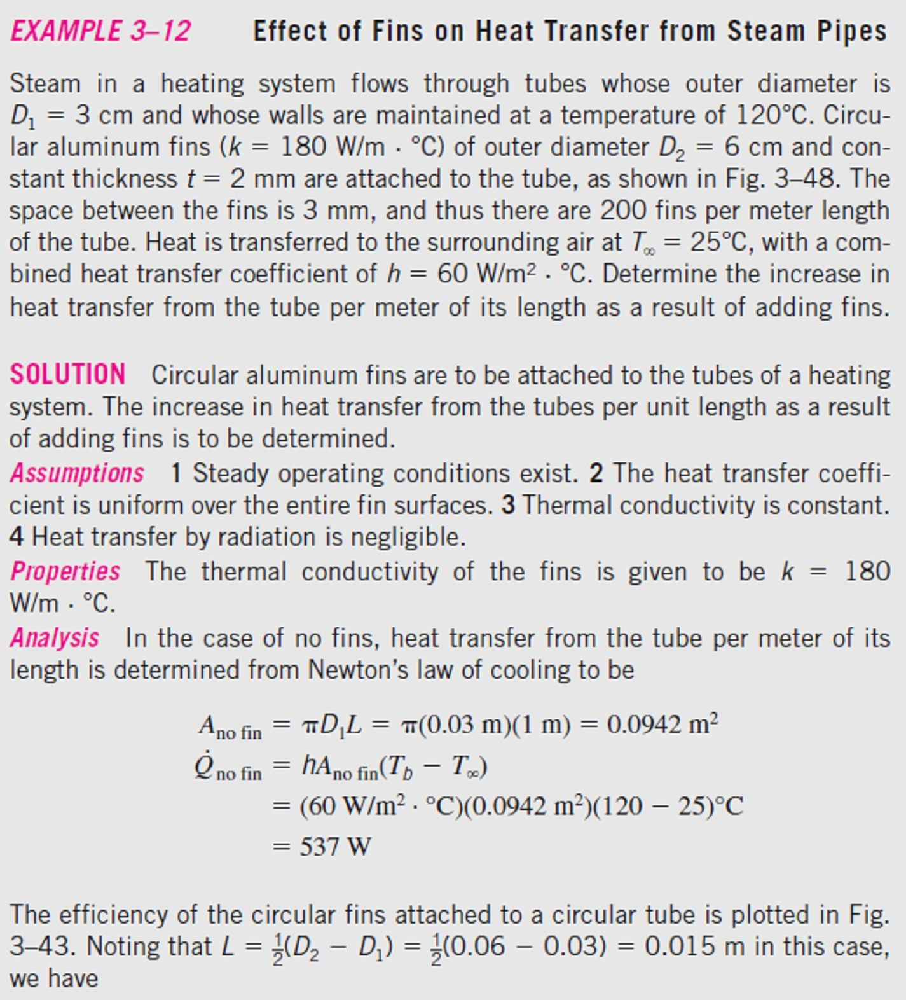 EXAMPLE 3–12 Effect of Fins on Heat Transfer from Steam Pipes
Steam in a heating system flows through tubes whose outer diameter is
D₁ = 3 cm and whose walls are maintained at a temperature of 120°C. Circu-
lar aluminum fins (k = 180 W/m · °C) of outer diameter D₂ = 6 cm and con-
stant thickness t = 2 mm are attached to the tube, as shown in Fig. 3–48. The
space between the fins is 3 mm, and thus there are 200 fins per meter length
of the tube. Heat is transferred to the surrounding air at T∞ = 25°C, with a com-
bined heat transfer coefficient of h = 60 W/m² · °C. Determine the increase in
heat transfer from the tube per meter of its length as a result of adding fins.
SOLUTION Circular aluminum fins are to be attached to the tubes of a heating
system. The increase in heat transfer from the tubes per unit length as a result
of adding fins is to be determined.
Assumptions 1 Steady operating conditions exist. 2 The heat transfer coeffi-
cient is uniform over the entire fin surfaces. 3 Thermal conductivity is constant.
4 Heat transfer by radiation is negligible.
Properties The thermal conductivity of the fins is given to be k = 180
W/m · °C.
Analysis In the case of no fins, heat transfer from the tube per meter of its
length is determined from Newton's law of cooling to be
A no fin = πD₁L = π(0.03 m)(1 m) = 0.0942 m²
Q̇ no fin = hA no fin(T_b − T∞)
= (60 W/m² · °C)(0.0942 m²)(120 − 25)°C
= 537 W
The efficiency of the circular fins attached to a circular tube is plotted in Fig.
3–43. Noting that L = ½(D₂ − D₁) = ½(0.06 − 0.03) = 0.015 m in this case,
we have